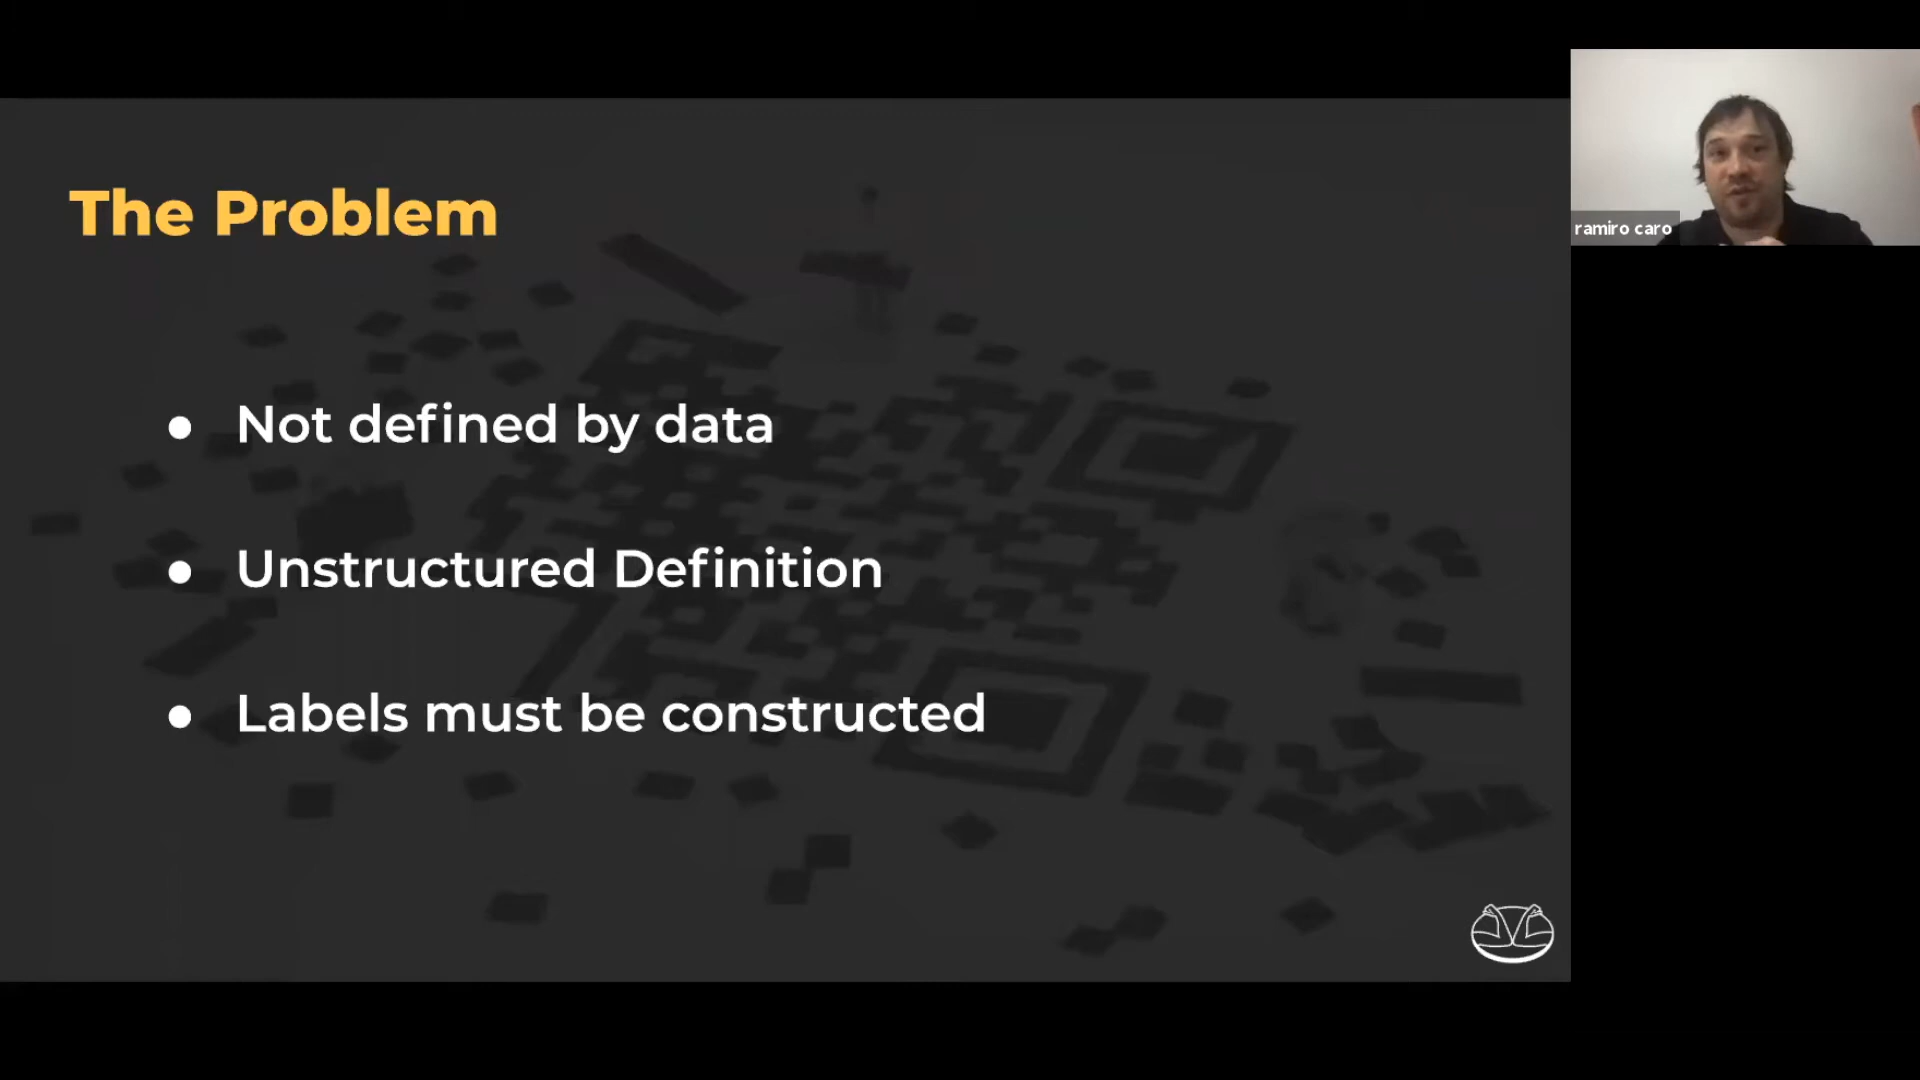 The Problem
ramiro caro
● Not defined by data
● Unstructured Definition
● Labels must be constructed